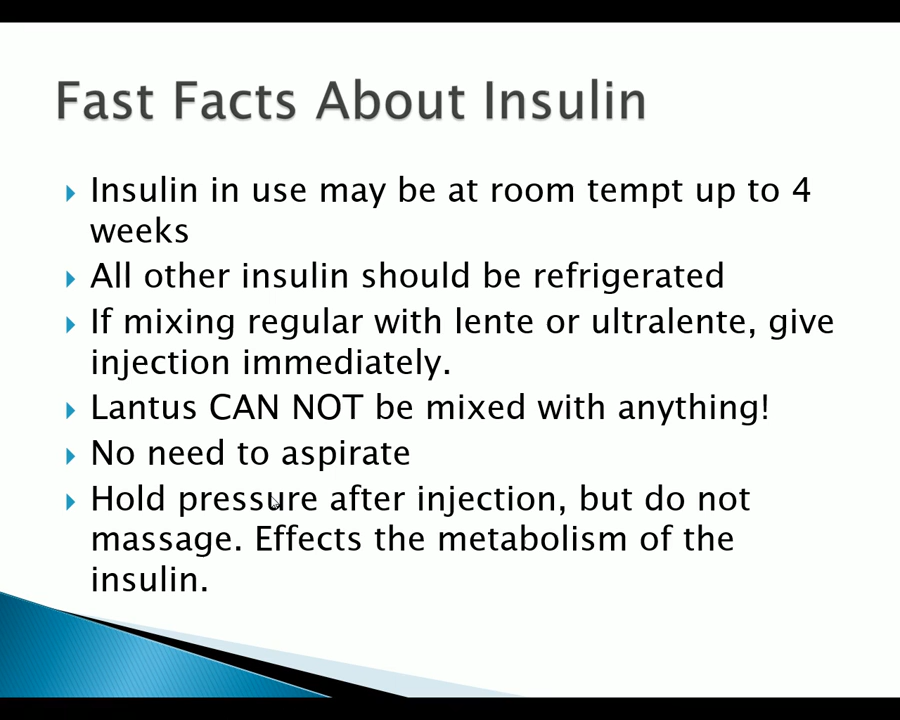 Fast Facts About Insulin
Insulin in use may be at room tempt up to 4
weeks
All other insulin should be refrigerated
If mixing regular with lente or ultralente, give
injection immediately.
Lantus CAN NOT be mixed with anything!
No need to aspirate
Hold pressure after injection, but do not
massage. Effects the metabolism of the
insulin.